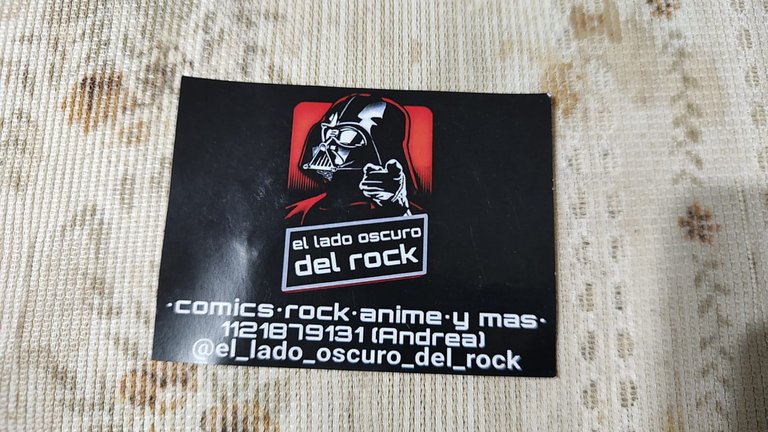 el lado oscuro
del rock
·comics·rock·anime·y mas·
1121879131 (Andrea)
@el_lado_oscuro_del_rock